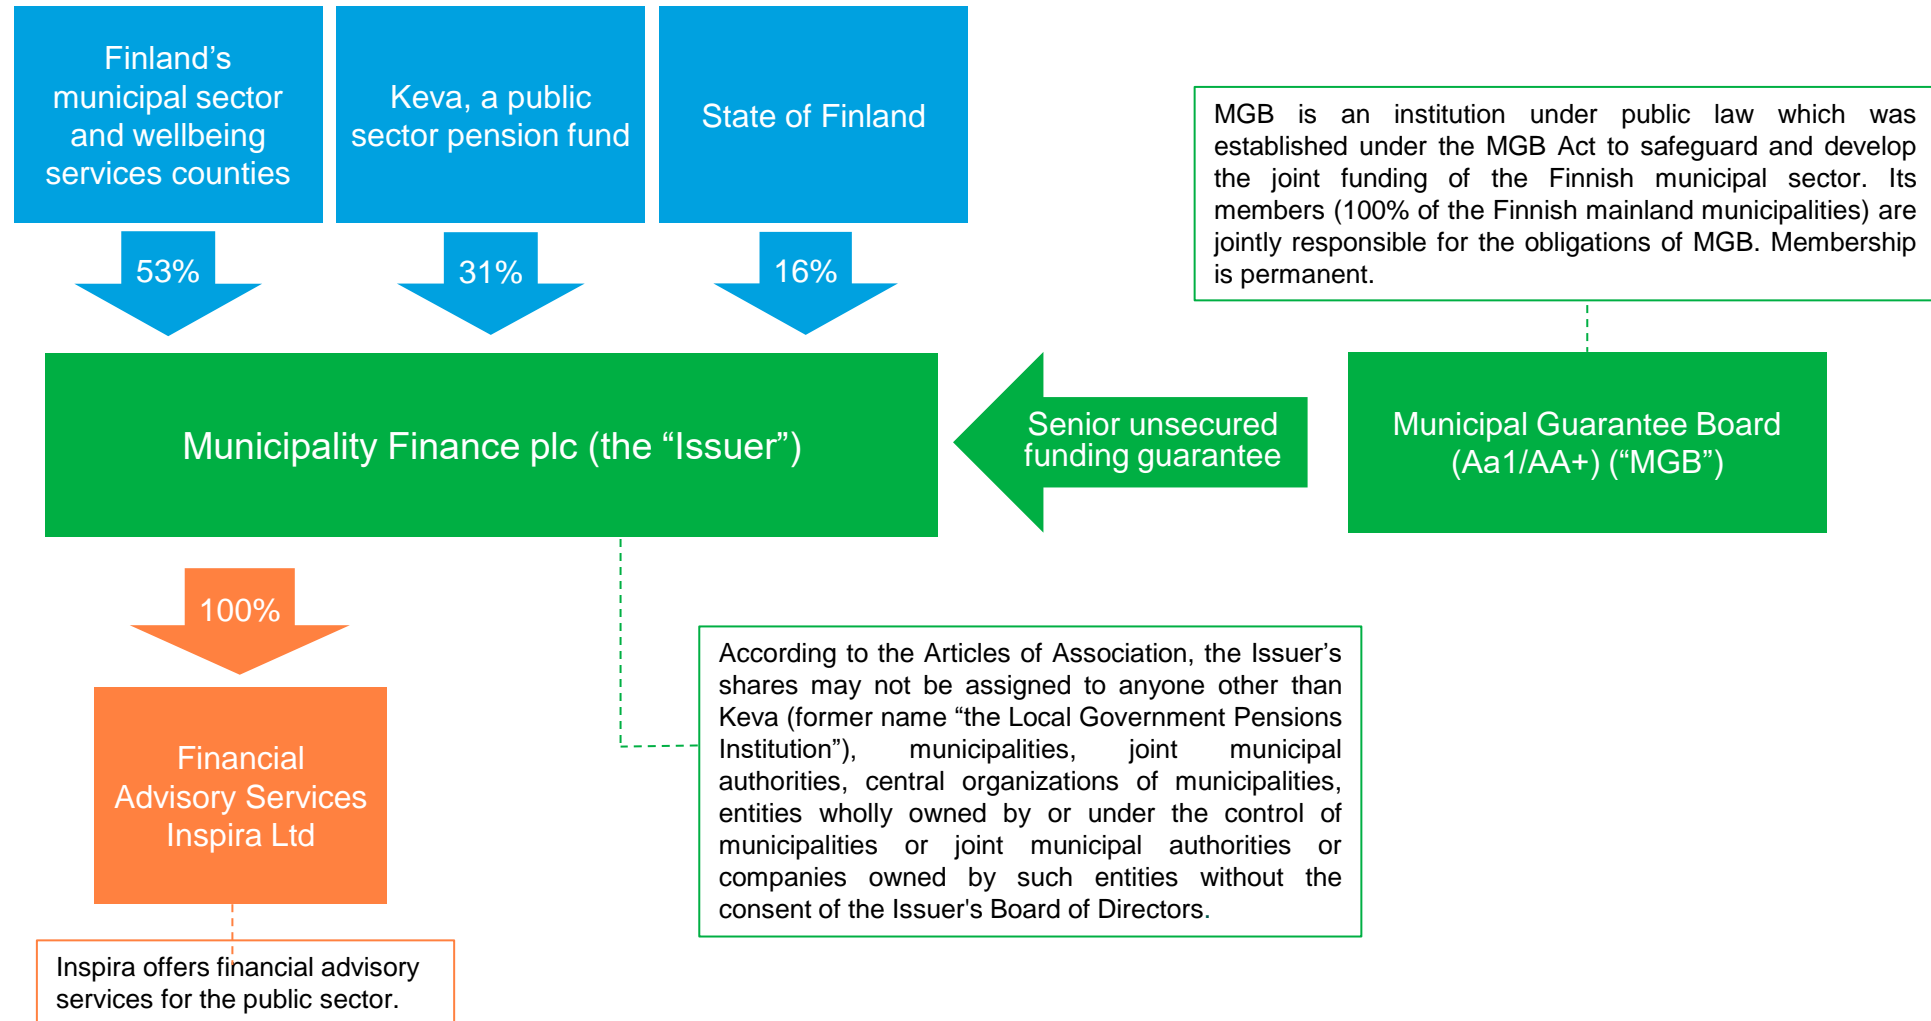 Finland’s
municipal sector
and wellbeing
services counties
Keva, a public
sector pension fund
State of Finland
53%
31%
16%
MGB is an institution under public law which was
established under the MGB Act to safeguard and develop
the joint funding of the Finnish municipal sector. Its
members (100% of the Finnish mainland municipalities) are
jointly responsible for the obligations of MGB. Membership
is permanent.
Municipality Finance plc (the “Issuer”)
Senior unsecured
funding guarantee
Municipal Guarantee Board
(Aa1/AA+) (“MGB”)
100%
Financial
Advisory Services
Inspira Ltd
According to the Articles of Association, the Issuer’s
shares may not be assigned to anyone other than
Keva (former name “the Local Government Pensions
Institution”), municipalities, joint municipal
authorities, central organizations of municipalities,
entities wholly owned by or under the control of
municipalities or joint municipal authorities or
companies owned by such entities without the
consent of the Issuer's Board of Directors.
Inspira offers financial advisory
services for the public sector.